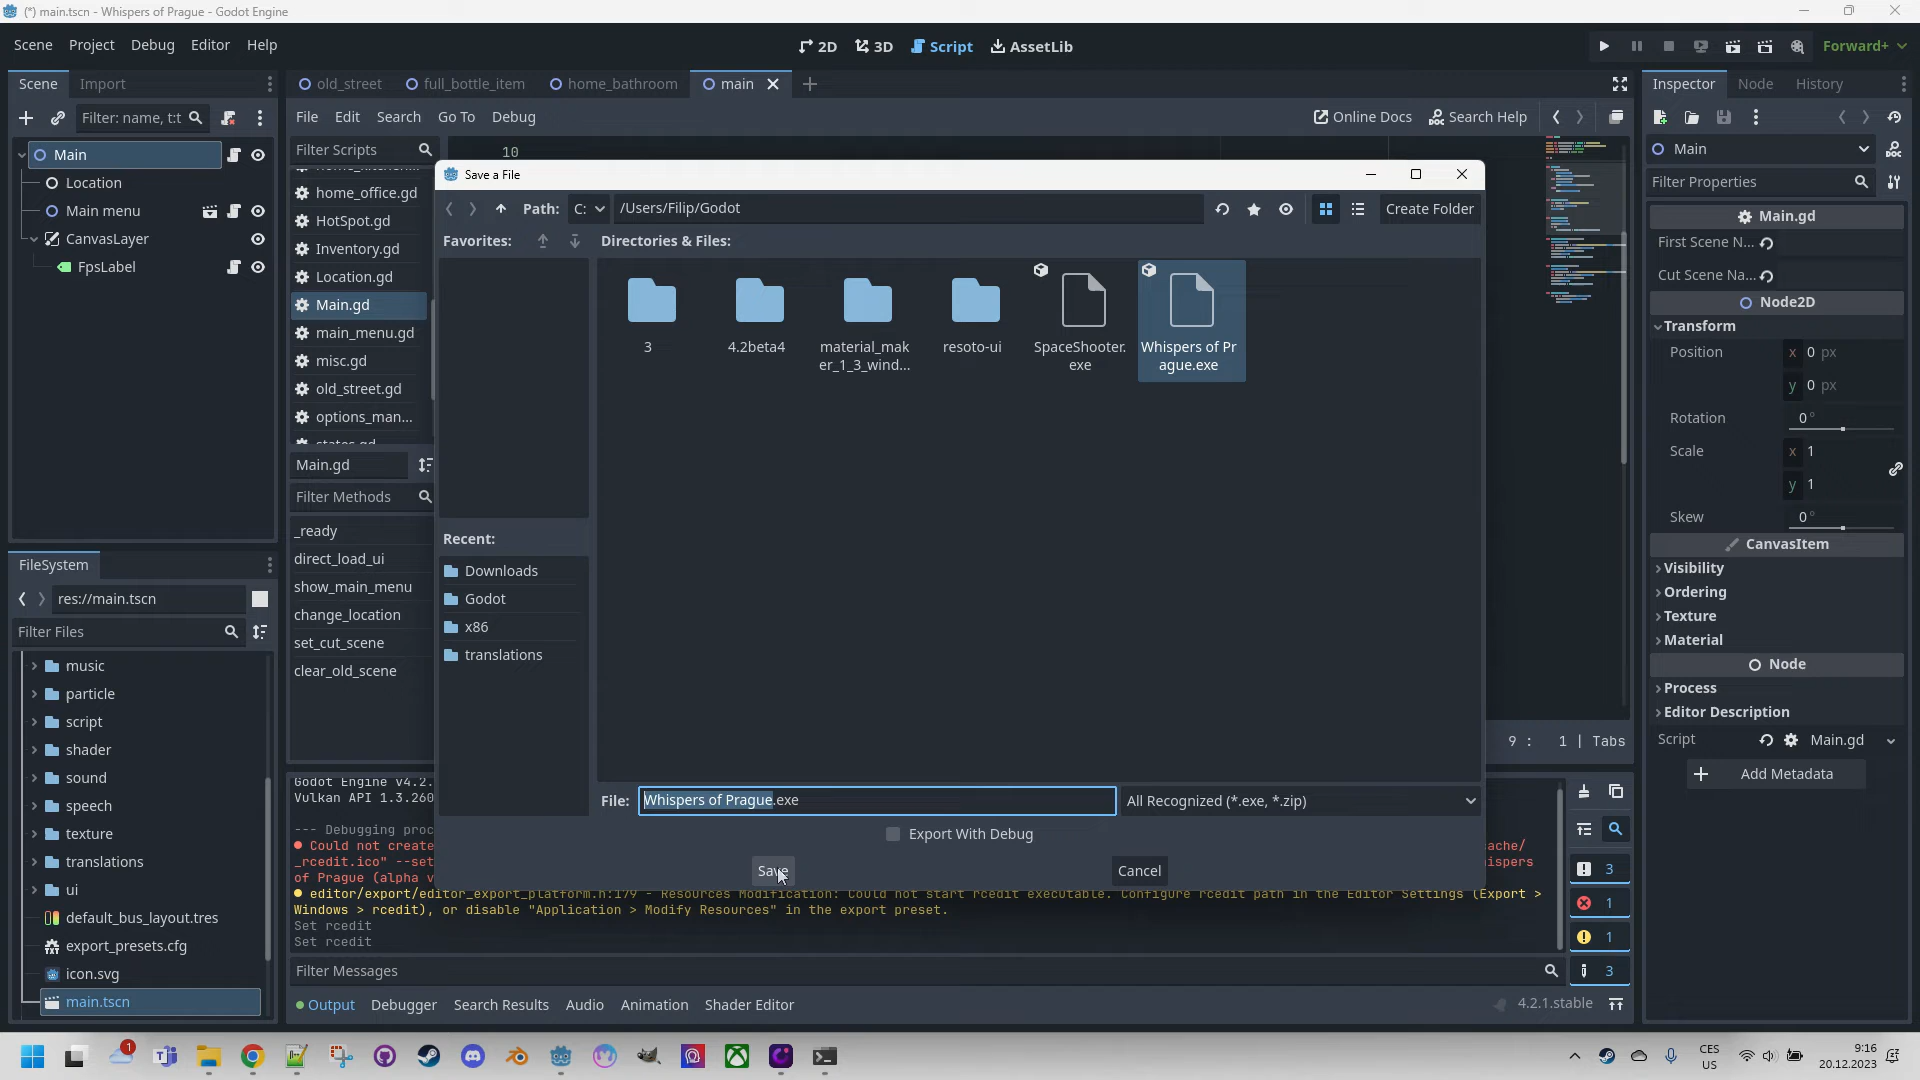 (*) main.tscn - Whispers of Prague - Godot Engine
Scene Project Debug Editor Help
2D 3D Script AssetLib
Forward+
Scene Import
old_street full_bottle_item home_bathroom main
Inspector Node History
Filter: name, t:t
File Edit Search Go To Debug
Online Docs Search Help
Main
Location
Main menu
CanvasLayer
FpsLabel
FileSystem
res://main.tscn
Filter Files
music
particle
script
shader
sound
speech
texture
translations
ui
default_bus_layout.tres
export_presets.cfg
icon.svg
main.tscn
Filter Scripts
home_office.gd
HotSpot.gd
Inventory.gd
Location.gd
Main.gd
main_menu.gd
misc.gd
old_street.gd
options_man...
Main.gd
Filter Methods
_ready
direct_load_ui
show_main_menu
change_location
set_cut_scene
clear_old_scene
10
Save a File
Path: C: /Users/Filip/Godot
Create Folder
Favorites:
Directories & Files:
3
4.2beta4
material_mak
er_1_3_wind...
resoto-ui
SpaceShooter.
exe
Whispers of Pr
ague.exe
Recent:
Downloads
Godot
x86
translations
File: Whispers of Prague.exe All Recognized (*.exe, *.zip)
Export With Debug
Save Cancel
9 : 1 | Tabs
Godot Engine v4.2.
Vulkan API 1.3.260
--- Debugging proc
Could not create
ache/
_rcedit.ico" --set
hispers
of Prague (alpha v
editor/export/editor_export_platform.h:179 - Resources Modification: Could not start rcedit executable. Configure rcedit path in the Editor Settings (Export >
Windows > rcedit), or disable "Application > Modify Resources" in the export preset.
Set rcedit
Set rcedit
3
1
1
3
Filter Messages
Output Debugger Search Results Audio Animation Shader Editor
4.2.1.stable
Main
Filter Properties
Main.gd
First Scene N...
Cut Scene Na...
Node2D
Transform
Position x 0 px
y 0 px
Rotation 0 °
Scale x 1
y 1
Skew 0 °
CanvasItem
Visibility
Ordering
Texture
Material
Node
Process
Editor Description
Script Main.gd
Add Metadata
1
CES
US
9:16
20.12.2023